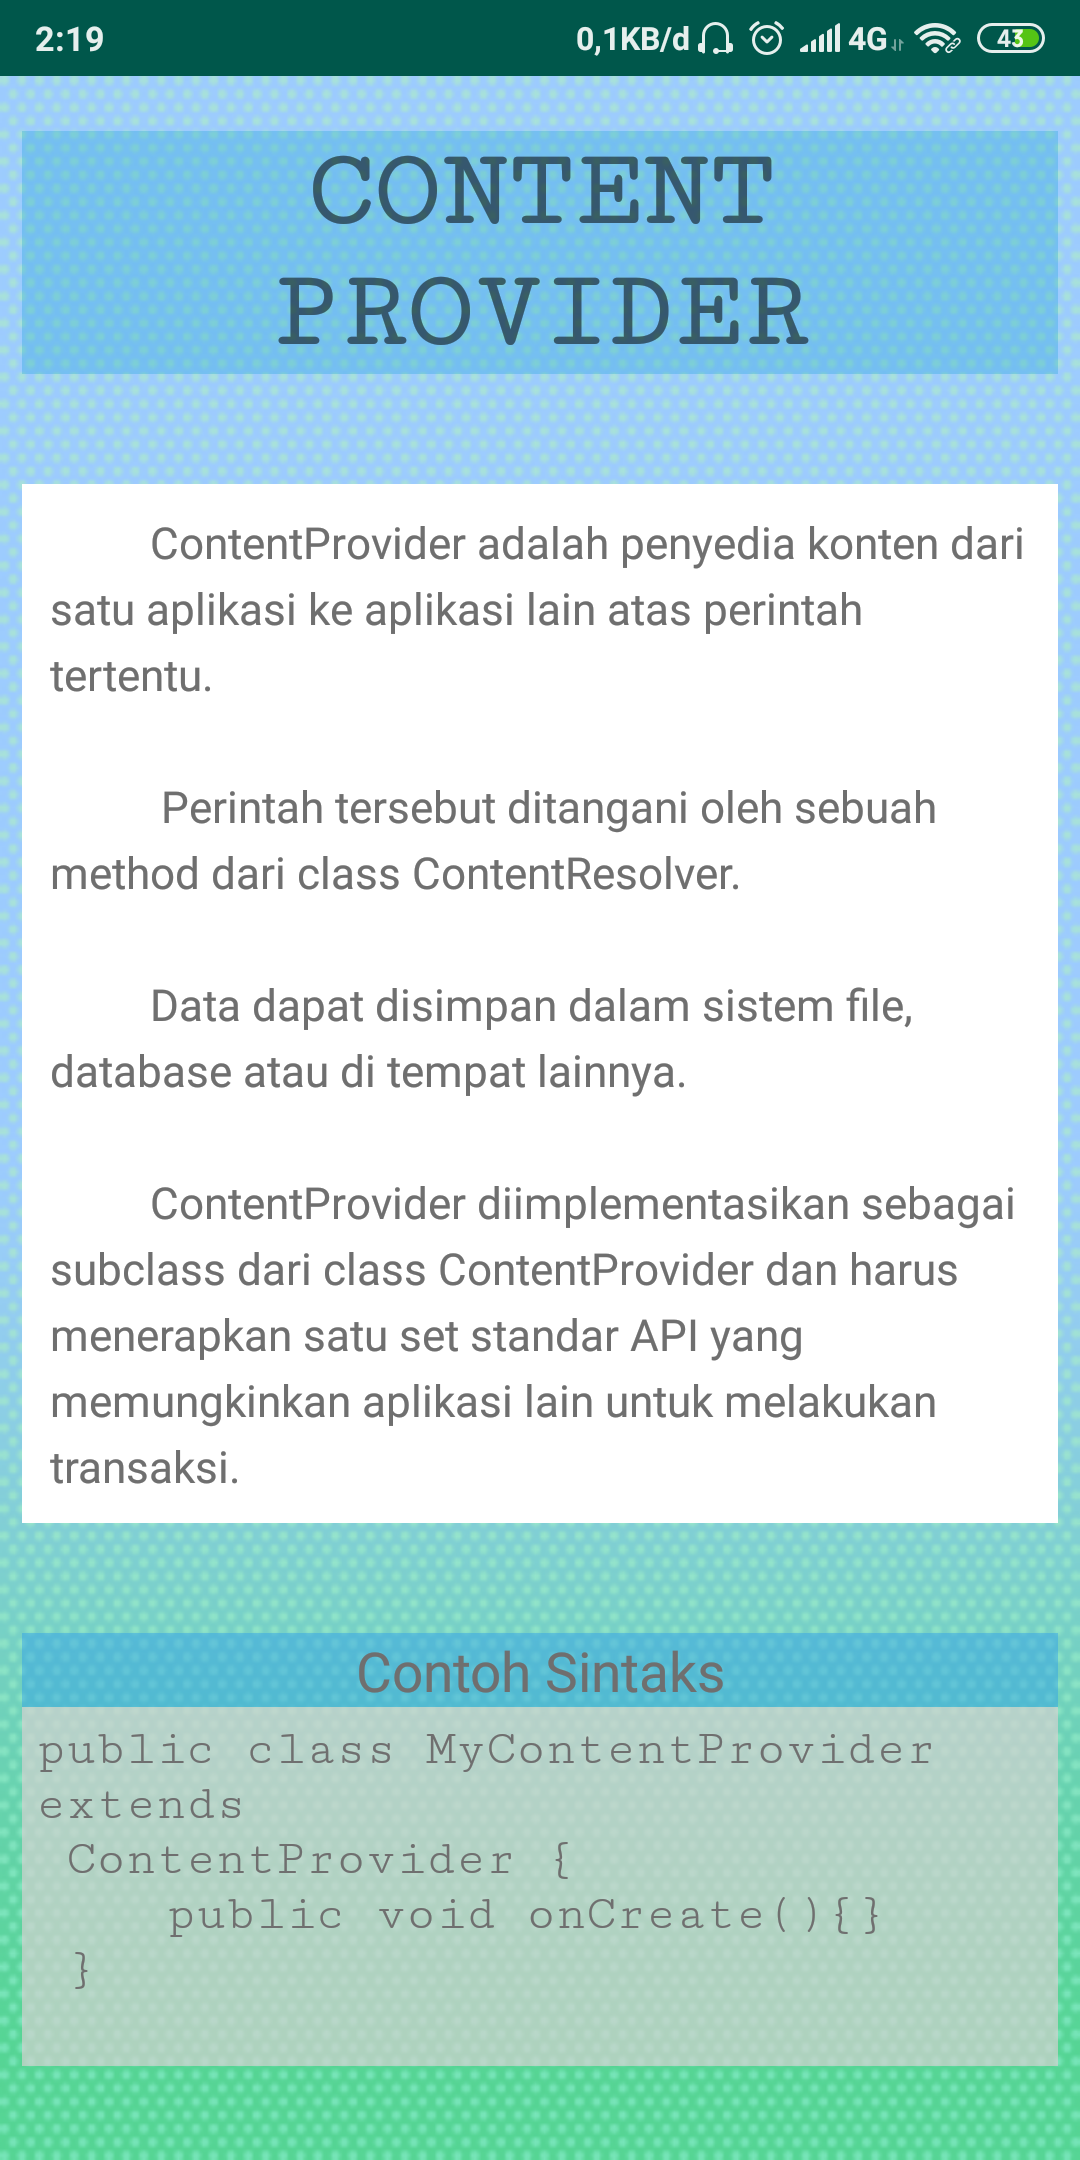 2:19
0,1KB/d 4G 43
CONTENT
PROVIDER
ContentProvider adalah penyedia konten dari
satu aplikasi ke aplikasi lain atas perintah
tertentu.
Perintah tersebut ditangani oleh sebuah
method dari class ContentResolver.
Data dapat disimpan dalam sistem file,
database atau di tempat lainnya.
ContentProvider diimplementasikan sebagai
subclass dari class ContentProvider dan harus
menerapkan satu set standar API yang
memungkinkan aplikasi lain untuk melakukan
transaksi.
Contoh Sintaks
public class MyContentProvider
extends
ContentProvider {
public void onCreate(){}
}